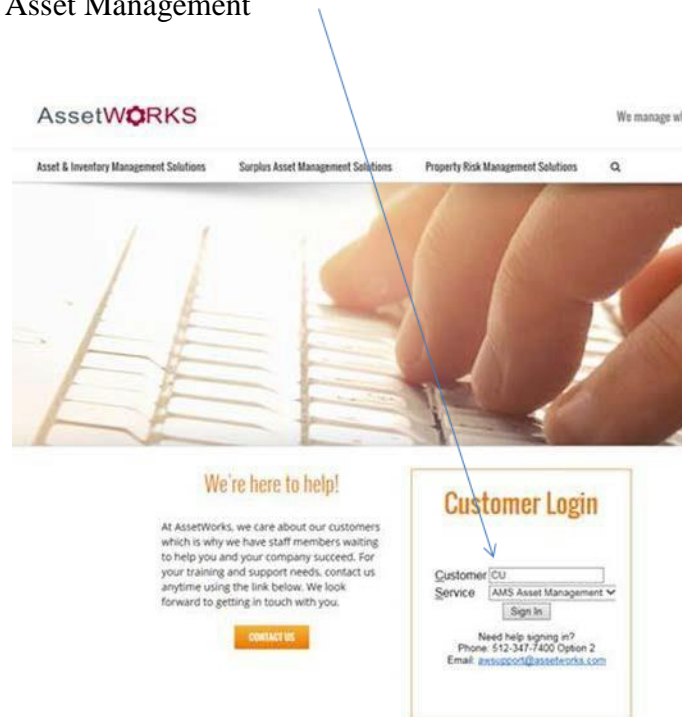 Asset Management
AssetWORKS
We manage wh
Asset & Inventory Management Solutions Surplus Asset Management Solutions Property Risk Management Solutions
We're here to help!
At AssetWorks, we care about our customers
which is why we have staff members waiting
to help you and your company succeed. For
your training and support needs, contact us
anytime using the link below. We look
forward to getting in touch with you.
CONTACT US
Customer Login
Customer CU
Service AMS Asset Management
Sign In
Need help signing in?
Phone: 512-347-7400 Option 2
Email: awsupport@assetworks.com